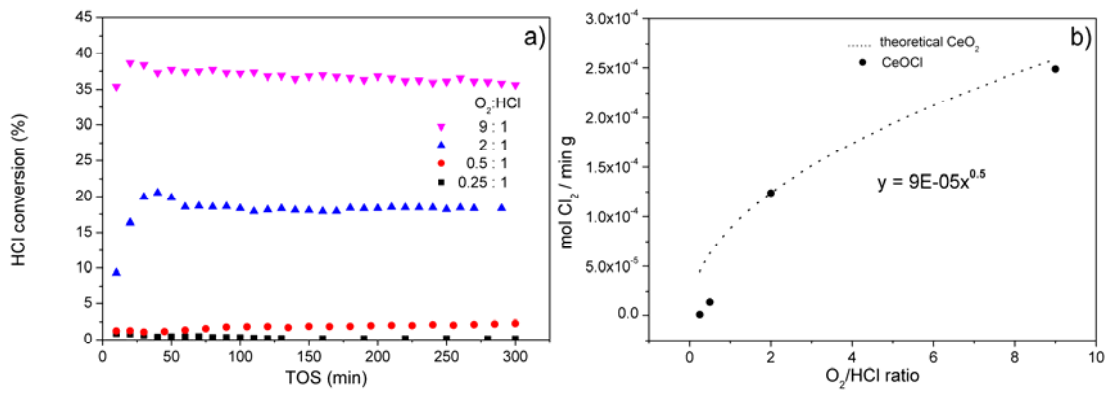 a)
45
40
35
30
25
20
15
10
5
0
HCl conversion (%)
O₂:HCl
9 : 1
2 : 1
0.5 : 1
0.25 : 1
0 50 100 150 200 250 300
TOS (min)
b)
3.0x10⁻⁴
2.5x10⁻⁴
2.0x10⁻⁴
1.5x10⁻⁴
1.0x10⁻⁴
5.0x10⁻⁵
0.0
mol Cl₂ / min g
theoretical CeO₂
CeOCl
y = 9E-05x⁰·⁵
0 2 4 6 8 10
O₂/HCl ratio